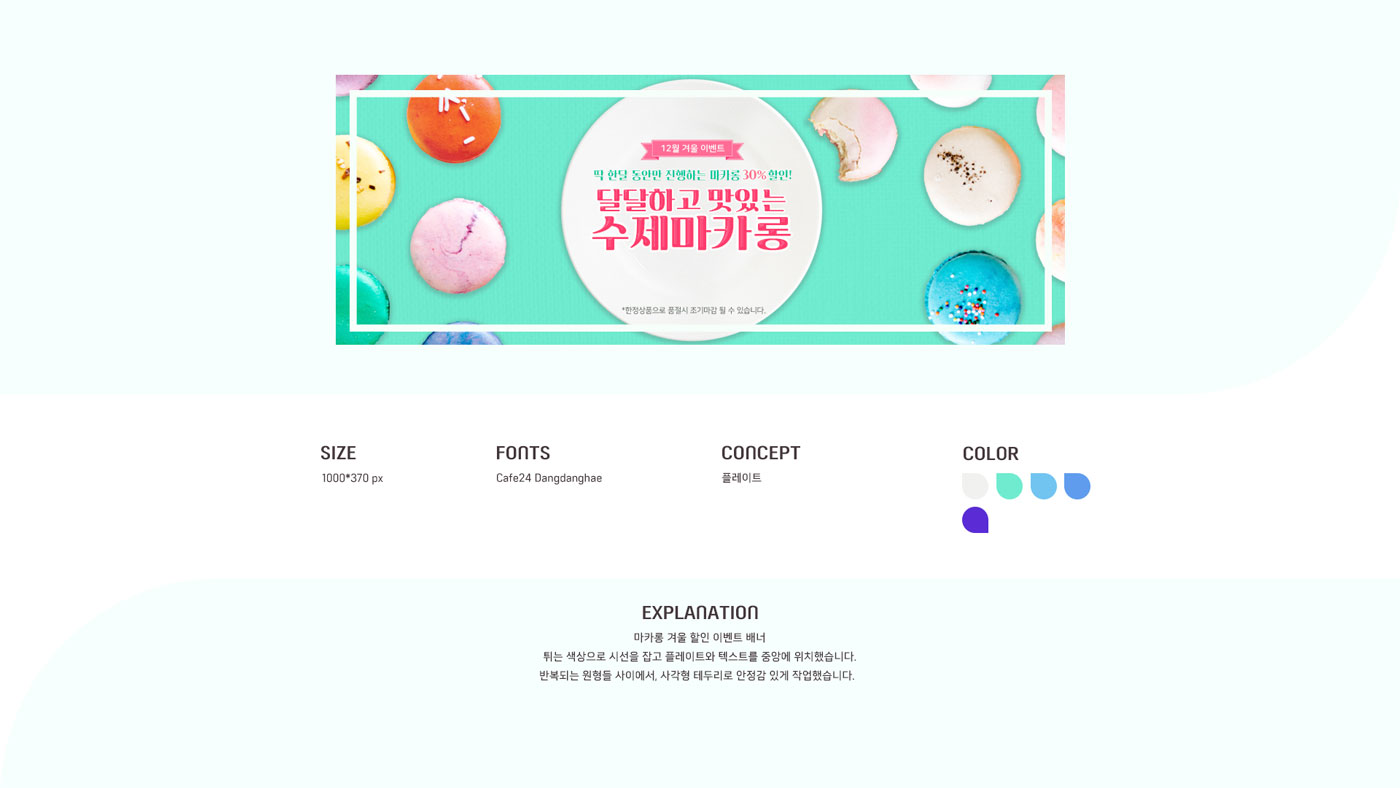 12월 겨울 이벤트
딱 한달 동안만 진행하는 마카롱 30% 할인!
달달하고 맛있는
수제마카롱
*한정상품으로 품절시 조기마감 될 수 있습니다.
SIZE
1000*370 px
FONTS
Cafe24 Dangdanghae
CONCEPT
플레이트
COLOR
EXPLANATION
마카롱 겨울 할인 이벤트 배너
튀는 색상으로 시선을 잡고 플레이트와 텍스트를 중앙에 위치했습니다.
반복되는 원형들 사이에서, 사각형 테두리로 안정감 있게 작업했습니다.